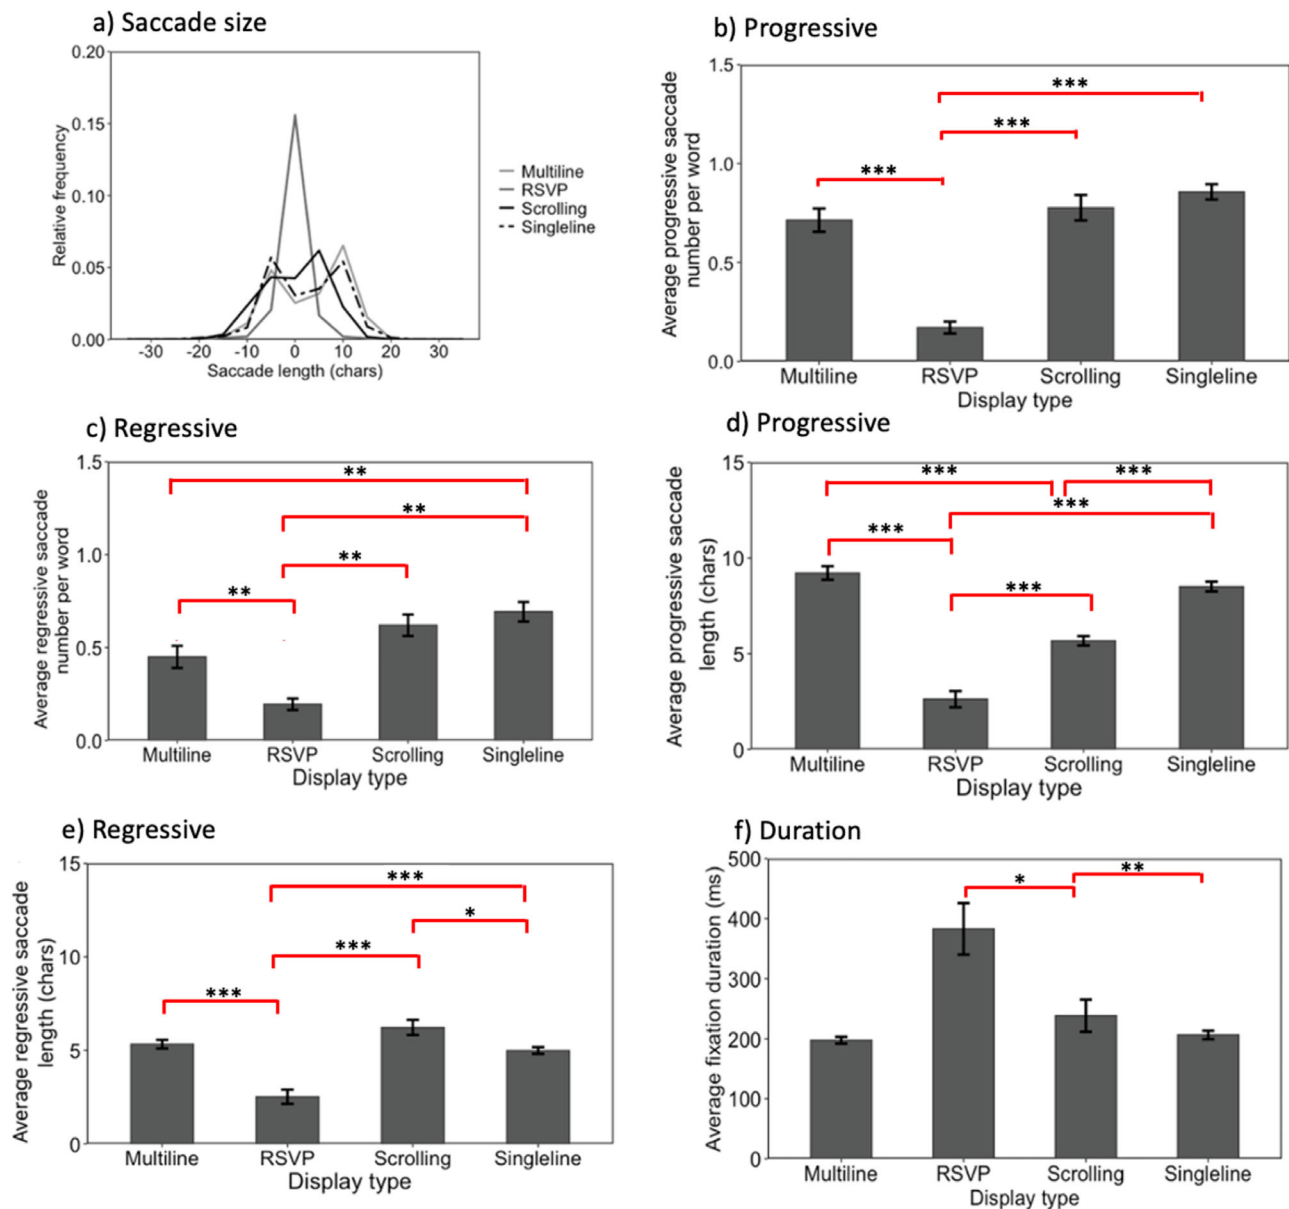 a) Saccade size
0.20
0.15
0.10
0.05
0.00
Relative frequency
-30 -20 -10 0 10 20 30
Saccade length (chars)
Multiline
RSVP
Scrolling
Singleline
b) Progressive
1.5
1.0
0.5
0.0
Average progressive saccade
number per word
***
***
***
Multiline RSVP Scrolling Singleline
Display type
c) Regressive
1.5
1.0
0.5
0.0
Average regressive saccade
number per word
**
**
**
**
Multiline RSVP Scrolling Singleline
Display type
d) Progressive
15
10
5
0
Average progressive saccade
length (chars)
*** ***
***
***
***
Multiline RSVP Scrolling Singleline
Display type
e) Regressive
15
10
5
0
Average regressive saccade
length (chars)
***
*
***
***
Multiline RSVP Scrolling Singleline
Display type
f) Duration
500
400
300
200
100
0
Average fixation duration (ms)
**
*
Multiline RSVP Scrolling Singleline
Display type